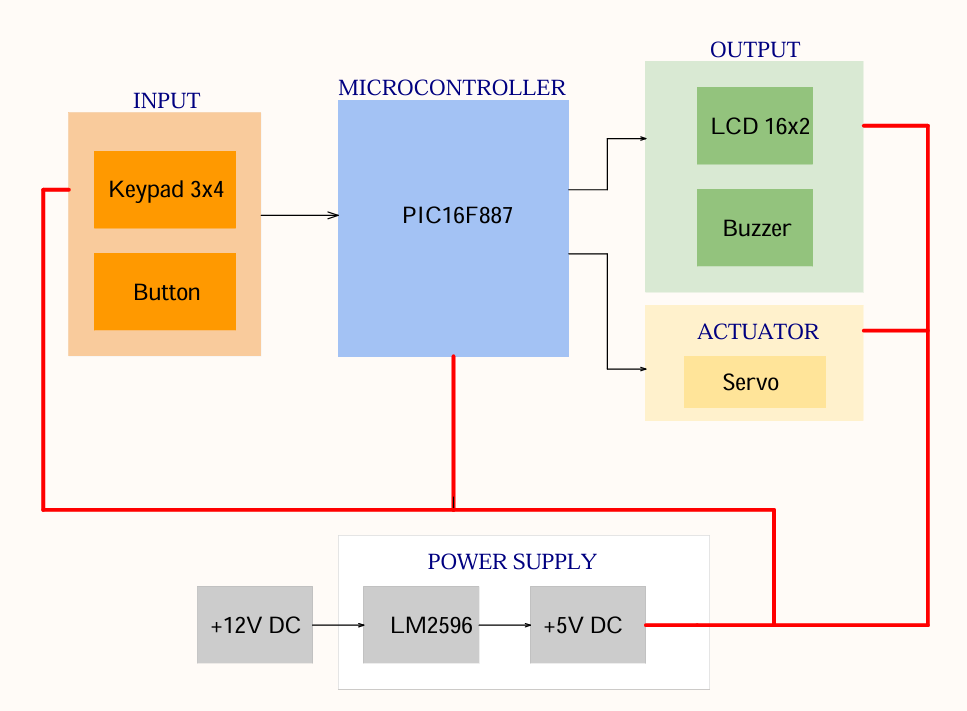 INPUT
Keypad 3x4
Button
MICROCONTROLLER
PIC16F887
OUTPUT
LCD 16x2
Buzzer
ACTUATOR
Servo
POWER SUPPLY
+12V DC
LM2596
+5V DC